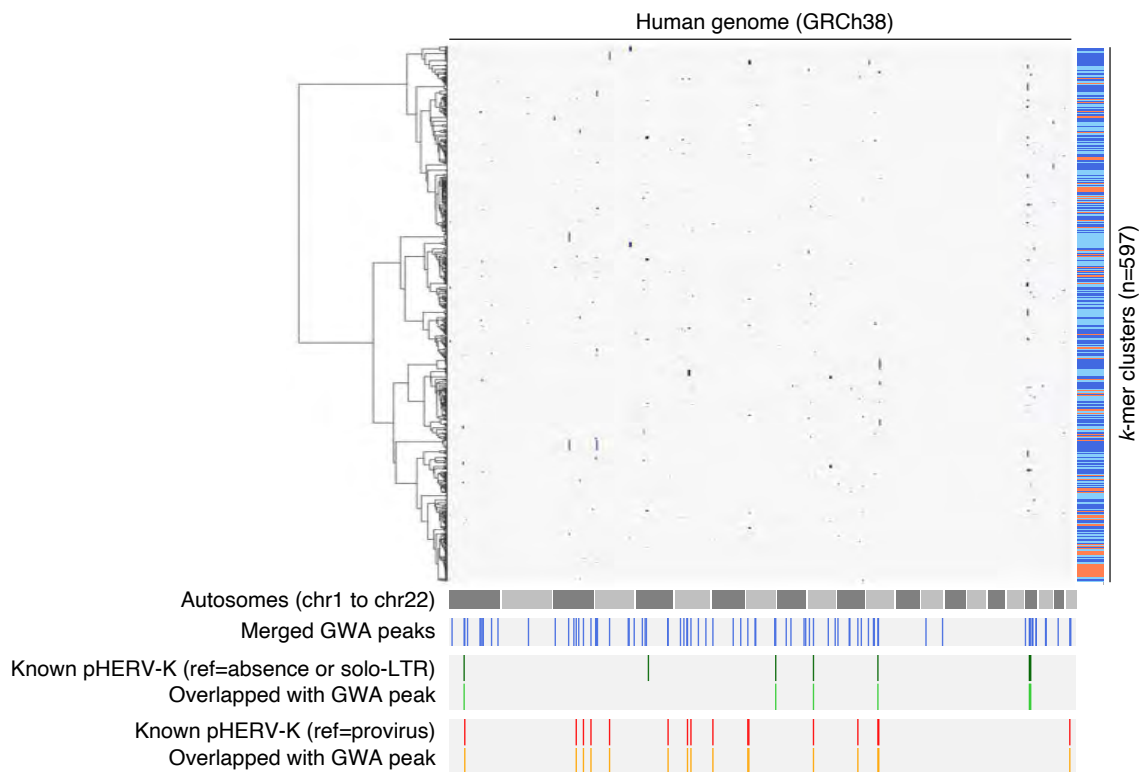 Human genome (GRCh38)
k-mer clusters (n=597)
Autosomes (chr1 to chr22)
Merged GWA peaks
Known pHERV-K (ref=absence or solo-LTR)
Overlapped with GWA peak
Known pHERV-K (ref=provirus)
Overlapped with GWA peak